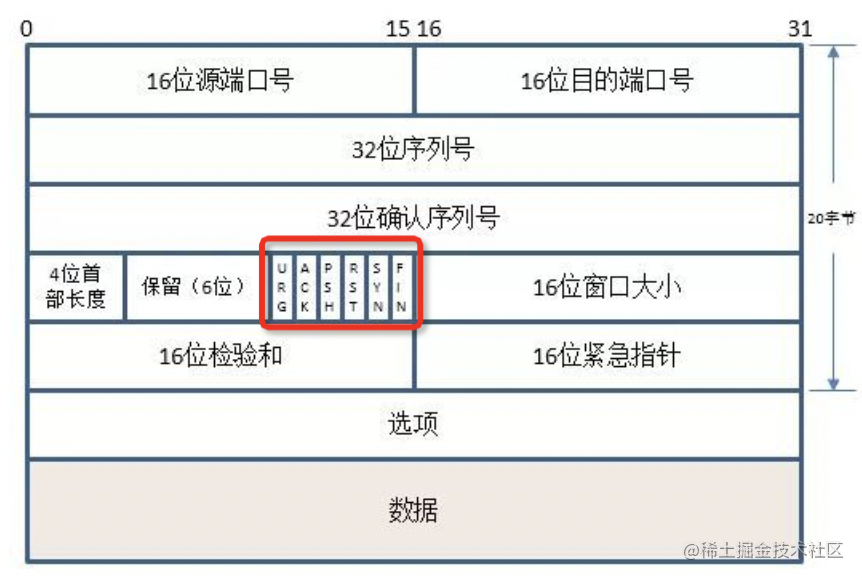 0 15 16 31
16位源端口号 16位目的端口号
32位序列号
32位确认序列号
20字节
4位首
部长度
保留（6位）
URG ACK PSH RST SYN FIN
16位窗口大小
16位检验和 16位紧急指针
选项
数据
@稀土掘金技术社区